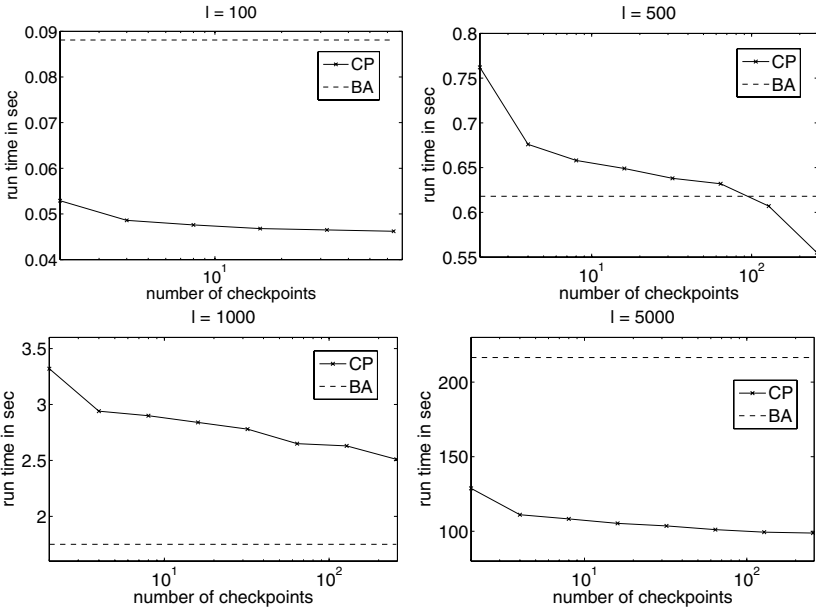 l = 100
0.09
0.08
0.07
0.06
0.05
0.04
run time in sec
CP
BA
10^1
number of checkpoints
l = 500
0.8
0.75
0.7
0.65
0.6
0.55
run time in sec
CP
BA
10^1
10^2
number of checkpoints
l = 1000
3.5
3
2.5
2
run time in sec
CP
BA
10^1
10^2
number of checkpoints
l = 5000
200
150
100
run time in sec
CP
BA
10^1
10^2
number of checkpoints